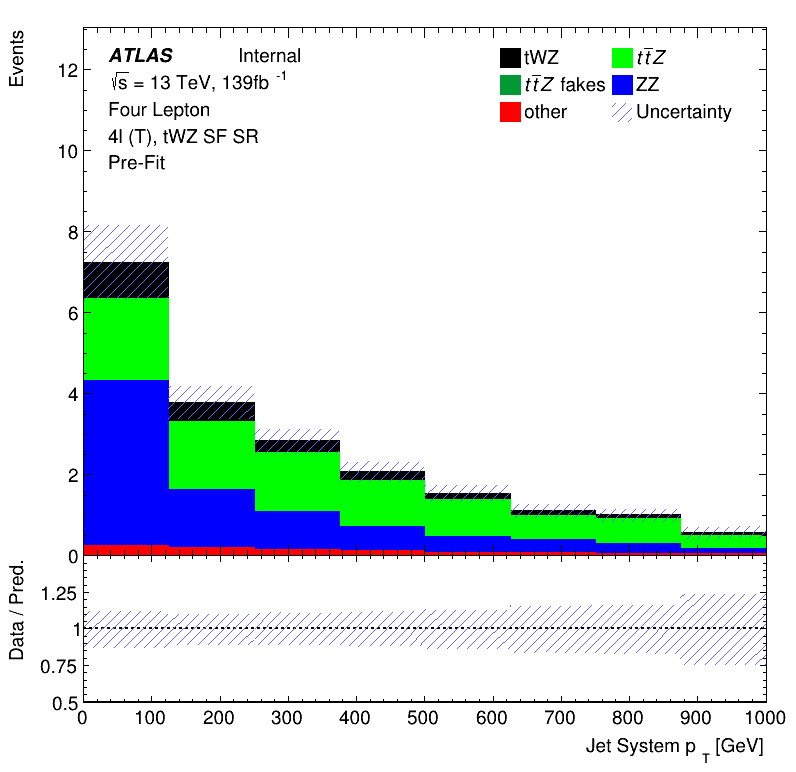 Events
ATLAS Internal
√s = 13 TeV, 139fb -1
Four Lepton
4l (T), tWZ SF SR
Pre-Fit
tWZ
tt̄Z
tt̄Z fakes
ZZ
other
Uncertainty
12
10
8
6
4
2
0
Data / Pred.
1.25
1
0.75
0.5
0 100 200 300 400 500 600 700 800 900 1000
Jet System p T [GeV]